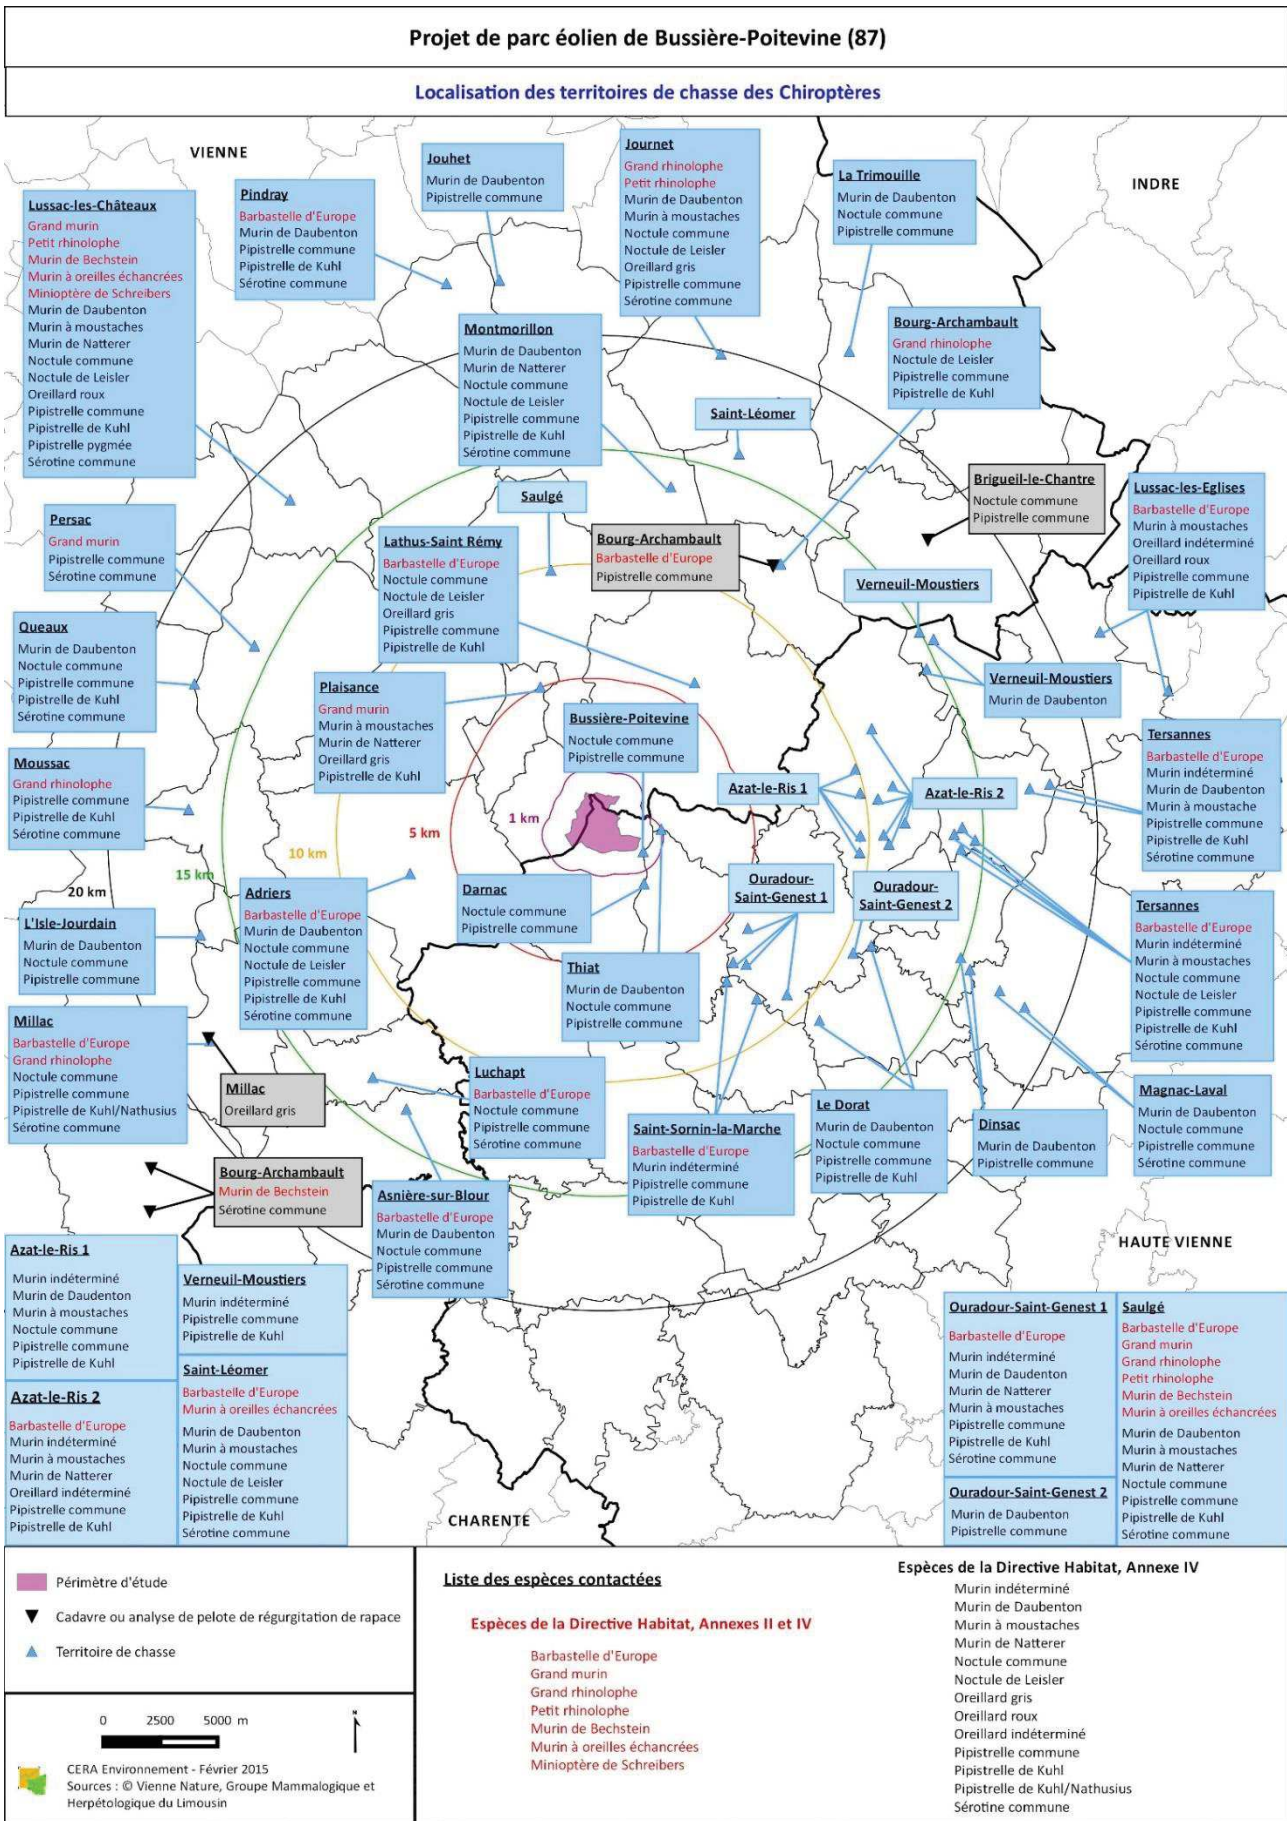 Projet de parc éolien de Bussière-Poitevine (87)
Localisation des territoires de chasse des Chiroptères
VIENNE
INDRE
Jouhet
Murin de Daubenton
Pipistrelle commune
Journet
Grand rhinolophe
Petit rhinolophe
Murin de Daubenton
Murin à moustaches
Noctule commune
Noctule de Leisler
Oreillard gris
Pipistrelle commune
Sérotine commune
La Trimouille
Murin de Daubenton
Noctule commune
Pipistrelle commune
Pindray
Barbastelle d'Europe
Murin de Daubenton
Pipistrelle commune
Pipistrelle de Kuhl
Sérotine commune
Lussac-les-Châteaux
Grand murin
Petit rhinolophe
Murin de Bechstein
Murin à oreilles échancrées
Minioptère de Schreibers
Murin de Daubenton
Murin à moustaches
Murin de Natterer
Noctule commune
Noctule de Leisler
Oreillard roux
Pipistrelle commune
Pipistrelle de Kuhl
Pipistrelle pygmée
Sérotine commune
Montmorillon
Murin de Daubenton
Murin de Natterer
Noctule commune
Noctule de Leisler
Pipistrelle commune
Pipistrelle de Kuhl
Sérotine commune
Bourg-Archambault
Grand rhinolophe
Noctule de Leisler
Pipistrelle commune
Pipistrelle de Kuhl
Saint-Léomer
Saulgé
Brigueil-le-Chantre
Noctule commune
Pipistrelle commune
Lussac-les-Eglises
Barbastelle d'Europe
Murin à moustaches
Oreillard indéterminé
Oreillard roux
Pipistrelle commune
Pipistrelle de Kuhl
Persac
Grand murin
Pipistrelle commune
Sérotine commune
Lathus-Saint Rémy
Barbastelle d'Europe
Noctule commune
Noctule de Leisler
Oreillard gris
Pipistrelle commune
Pipistrelle de Kuhl
Bourg-Archambault
Barbastelle d'Europe
Pipistrelle commune
Verneuil-Moustiers
Queaux
Murin de Daubenton
Noctule commune
Pipistrelle commune
Pipistrelle de Kuhl
Sérotine commune
Plaisance
Grand murin
Murin à moustaches
Murin de Natterer
Oreillard gris
Pipistrelle de Kuhl
Bussière-Poitevine
Noctule commune
Pipistrelle commune
Verneuil-Moustiers
Murin de Daubenton
Moussac
Grand rhinolophe
Pipistrelle commune
Pipistrelle de Kuhl
Sérotine commune
Azat-le-Ris 1
Azat-le-Ris 2
Tersannes
Barbastelle d'Europe
Murin indéterminé
Murin de Daubenton
Murin à moustache
Pipistrelle commune
Pipistrelle de Kuhl
Sérotine commune
1 km
5 km
10 km
15 km
20 km
Adriers
Barbastelle d'Europe
Murin de Daubenton
Noctule commune
Noctule de Leisler
Pipistrelle commune
Pipistrelle de Kuhl
Sérotine commune
Darnac
Noctule commune
Pipistrelle commune
Ouradour-
Saint-Genest 1
Ouradour-
Saint-Genest 2
Tersannes
Barbastelle d'Europe
Murin indéterminé
Murin à moustaches
Noctule commune
Noctule de Leisler
Pipistrelle commune
Pipistrelle de Kuhl
Sérotine commune
L'Isle-Jourdain
Murin de Daubenton
Noctule commune
Pipistrelle commune
Thiat
Murin de Daubenton
Noctule commune
Pipistrelle commune
Millac
Barbastelle d'Europe
Grand rhinolophe
Noctule commune
Pipistrelle commune
Pipistrelle de Kuhl/Nathusius
Sérotine commune
Millac
Oreillard gris
Luchapt
Barbastelle d'Europe
Noctule commune
Pipistrelle commune
Sérotine commune
Saint-Sornin-la-Marche
Barbastelle d'Europe
Murin indéterminé
Pipistrelle commune
Pipistrelle de Kuhl
Le Dorat
Murin de Daubenton
Noctule commune
Pipistrelle commune
Pipistrelle de Kuhl
Dinsac
Murin de Daubenton
Pipistrelle commune
Magnac-Laval
Murin de Daubenton
Noctule commune
Pipistrelle commune
Sérotine commune
Bourg-Archambault
Murin de Bechstein
Sérotine commune
Asnière-sur-Blour
Barbastelle d'Europe
Murin de Daubenton
Noctule commune
Pipistrelle commune
Sérotine commune
HAUTE VIENNE
CHARENTE
Azat-le-Ris 1
Murin indéterminé
Murin de Daudenton
Murin à moustaches
Noctule commune
Pipistrelle commune
Pipistrelle de Kuhl
Verneuil-Moustiers
Murin indéterminé
Pipistrelle commune
Pipistrelle de Kuhl
Azat-le-Ris 2
Barbastelle d'Europe
Murin indéterminé
Murin à moustaches
Murin de Natterer
Oreillard indéterminé
Pipistrelle commune
Pipistrelle de Kuhl
Saint-Léomer
Barbastelle d'Europe
Murin à oreilles échancrées
Murin de Daubenton
Murin à moustaches
Noctule commune
Noctule de Leisler
Pipistrelle commune
Pipistrelle de Kuhl
Sérotine commune
Ouradour-Saint-Genest 1
Barbastelle d'Europe
Murin indéterminé
Murin de Daudenton
Murin de Natterer
Murin à moustaches
Pipistrelle commune
Pipistrelle de Kuhl
Sérotine commune
Ouradour-Saint-Genest 2
Murin de Daubenton
Pipistrelle commune
Saulgé
Barbastelle d'Europe
Grand murin
Grand rhinolophe
Petit rhinolophe
Murin de Bechstein
Murin à oreilles échancrées
Murin de Daubenton
Murin à moustaches
Murin de Natterer
Noctule commune
Pipistrelle commune
Pipistrelle de Kuhl
Sérotine commune
Périmètre d'étude
Cadavre ou analyse de pelote de régurgitation de rapace
Territoire de chasse
0 2500 5000 m
N
CERA Environnement - Février 2015
Sources : © Vienne Nature, Groupe Mammalogique et
Herpétologique du Limousin
Liste des espèces contactées
Espèces de la Directive Habitat, Annexes II et IV
Barbastelle d'Europe
Grand murin
Grand rhinolophe
Petit rhinolophe
Murin de Bechstein
Murin à oreilles échancrées
Minioptère de Schreibers
Espèces de la Directive Habitat, Annexe IV
Murin indéterminé
Murin de Daubenton
Murin à moustaches
Murin de Natterer
Noctule commune
Noctule de Leisler
Oreillard gris
Oreillard roux
Oreillard indéterminé
Pipistrelle commune
Pipistrelle de Kuhl
Pipistrelle de Kuhl/Nathusius
Sérotine commune